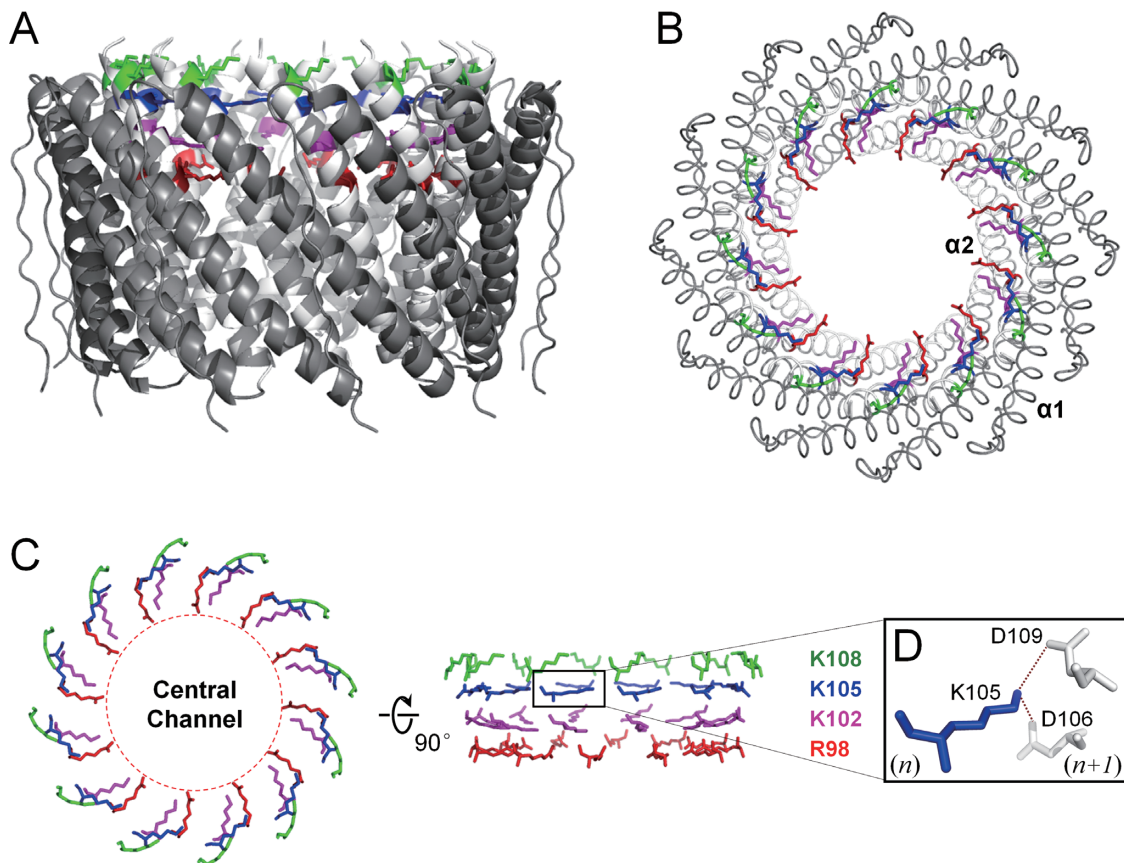 A
B
α2
α1
C
Central
Channel
90°
K108
K105
K102
R98
D
D109
K105
D106
(n)
(n+1)